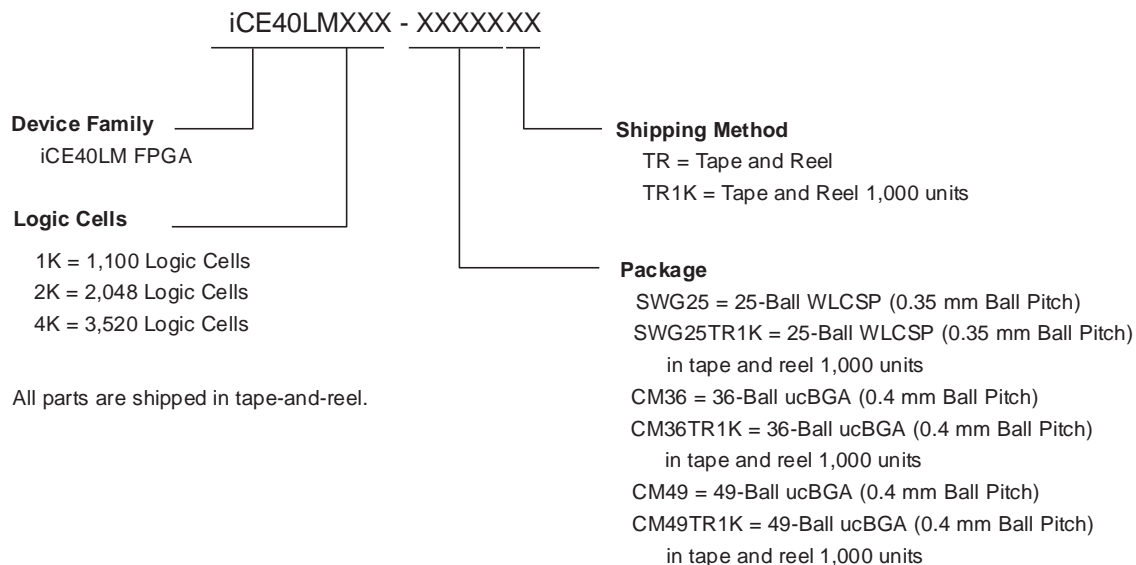 iCE40LMXXX - XXXXXXX
Device Family
iCE40LM FPGA
Logic Cells
1K = 1,100 Logic Cells
2K = 2,048 Logic Cells
4K = 3,520 Logic Cells
All parts are shipped in tape-and-reel.
Shipping Method
TR = Tape and Reel
TR1K = Tape and Reel 1,000 units
Package
SWG25 = 25-Ball WLCSP (0.35 mm Ball Pitch)
SWG25TR1K = 25-Ball WLCSP (0.35 mm Ball Pitch)
in tape and reel 1,000 units
CM36 = 36-Ball ucBGA (0.4 mm Ball Pitch)
CM36TR1K = 36-Ball ucBGA (0.4 mm Ball Pitch)
in tape and reel 1,000 units
CM49 = 49-Ball ucBGA (0.4 mm Ball Pitch)
CM49TR1K = 49-Ball ucBGA (0.4 mm Ball Pitch)
in tape and reel 1,000 units